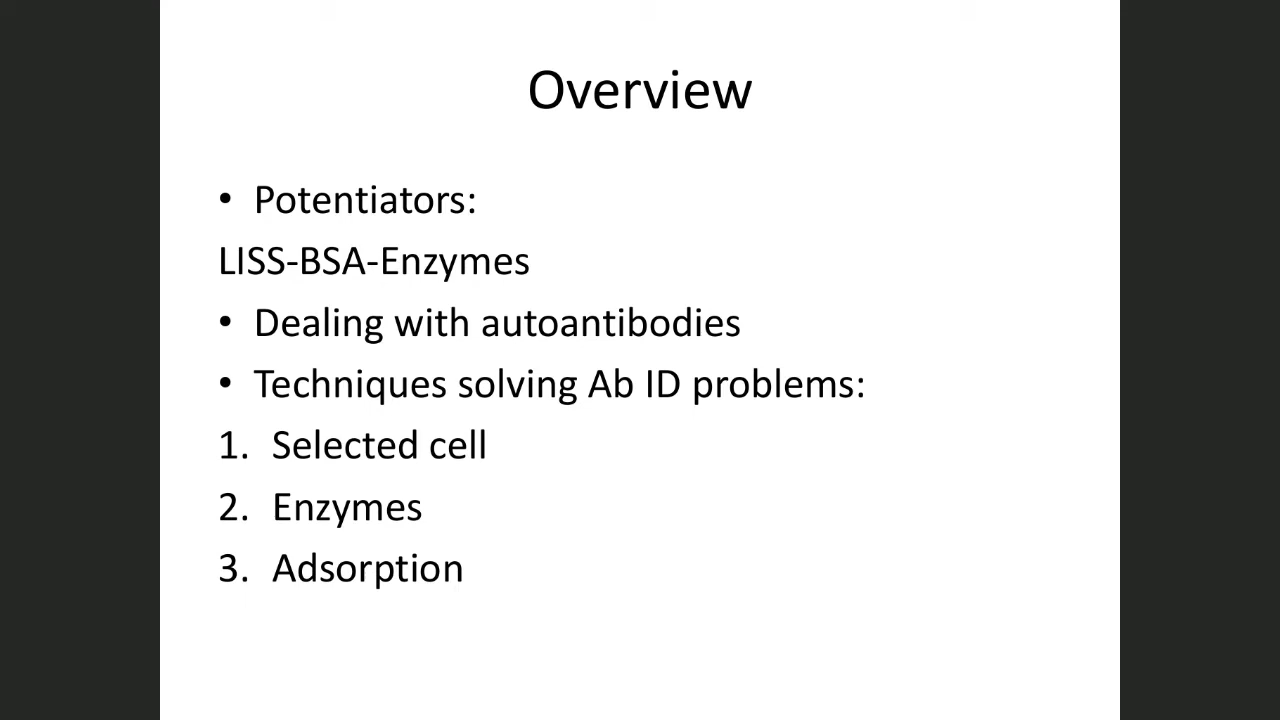 Overview
• Potentiators:
LISS-BSA-Enzymes
• Dealing with autoantibodies
• Techniques solving Ab ID problems:
1. Selected cell
2. Enzymes
3. Adsorption